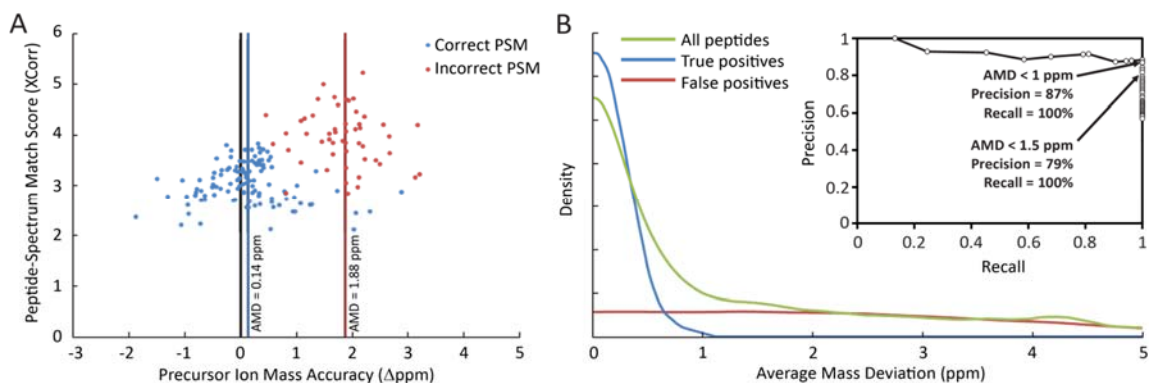 A
Peptide-Spectrum Match Score (XCorr)
6
5
4
3
2
1
0
-3
-2
-1
0
1
2
3
4
5
Precursor Ion Mass Accuracy (Δppm)
Correct PSM
Incorrect PSM
AMD = 0.14 ppm
AMD = 1.88 ppm
B
Density
All peptides
True positives
False positives
0
1
2
3
4
5
Average Mass Deviation (ppm)
Precision
1
0.8
0.6
0.4
0.2
0
0
0.2
0.4
0.6
0.8
1
Recall
AMD < 1 ppm
Precision = 87%
Recall = 100%
AMD < 1.5 ppm
Precision = 79%
Recall = 100%